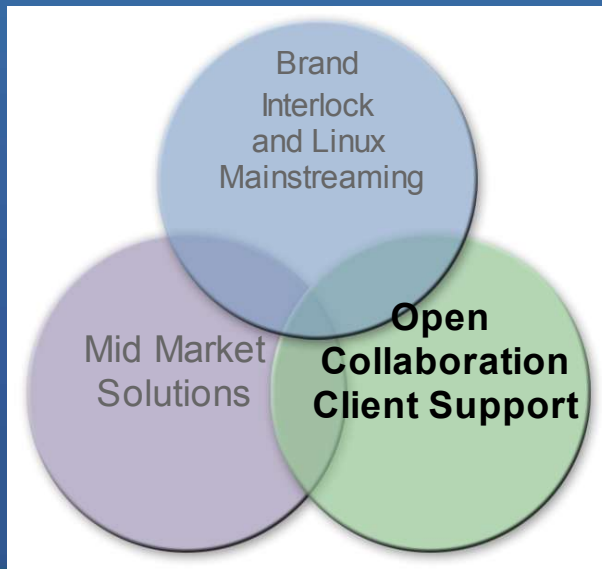 Brand
Interlock
and Linux
Mainstreaming
Mid Market
Solutions
Open
Collaboration
Client Support